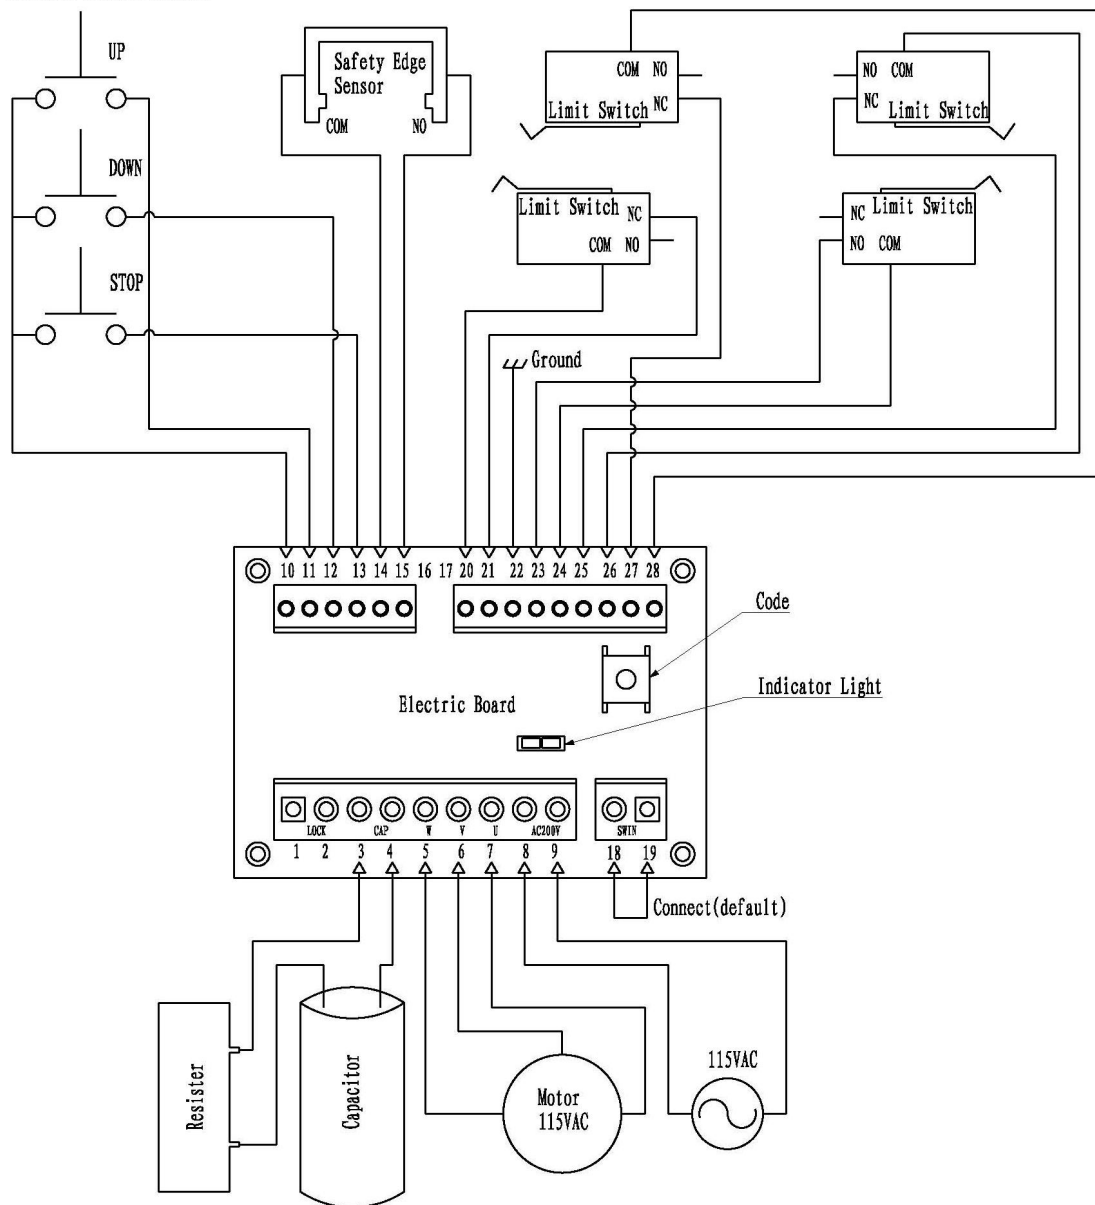 UP
Safety Edge
Sensor
COM NO
COM NO
NC
Limit Switch
NO COM
NC
Limit Switch
DOWN
Limit Switch NC
COM NO
NC Limit Switch
NO COM
STOP
Ground
10 11 12 13 14 15 16 17 20 21 22 23 24 25 26 27 28
Code
Indicator Light
Electric Board
LOCK CAP W V U AC200V SWIN
1 2 3 4 5 6 7 8 9 18 19
Connect(default)
Resister
Capacitor
Motor
115VAC
115VAC